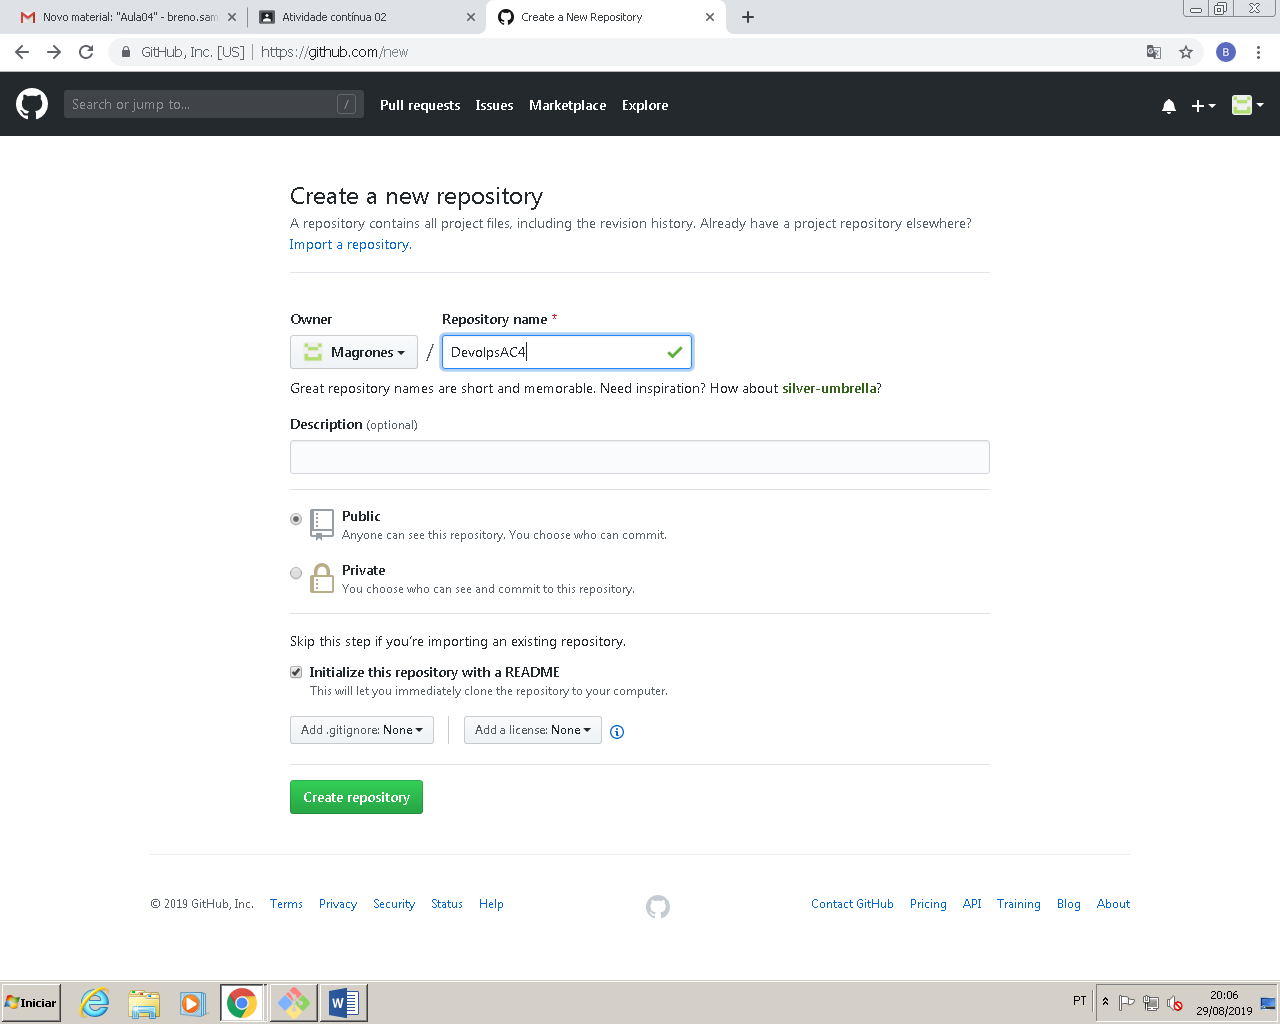 Novo material: "Aula04" - breno.sam
Atividade contínua 02
Create a New Repository
GitHub, Inc. [US] | https://github.com/new
B
Search or jump to...
/
Pull requests
Issues
Marketplace
Explore
Create a new repository
A repository contains all project files, including the revision history. Already have a project repository elsewhere?
Import a repository.
Owner
Repository name *
Magrones
/
DevolpsAC4
Great repository names are short and memorable. Need inspiration? How about silver-umbrella?
Description (optional)
Public
Anyone can see this repository. You choose who can commit.
Private
You choose who can see and commit to this repository.
Skip this step if you're importing an existing repository.
Initialize this repository with a README
This will let you immediately clone the repository to your computer.
Add .gitignore: None
Add a license: None
Create repository
© 2019 GitHub, Inc.
Terms
Privacy
Security
Status
Help
Contact GitHub
Pricing
API
Training
Blog
About
Iniciar
PT
20:06
29/08/2019